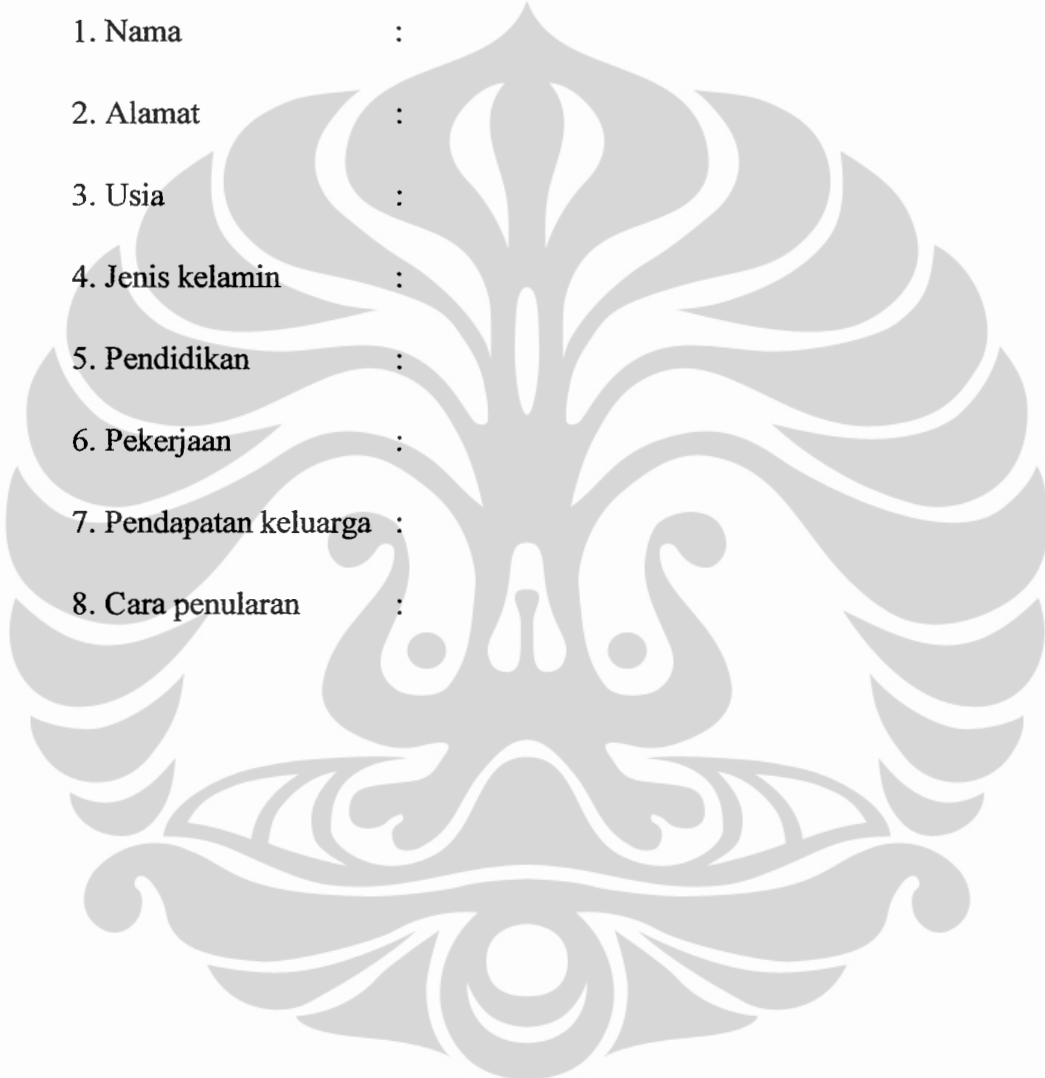 1. Nama :
2. Alamat :
3. Usia :
4. Jenis kelamin :
5. Pendidikan :
6. Pekerjaan :
7. Pendapatan keluarga :
8. Cara penularan :